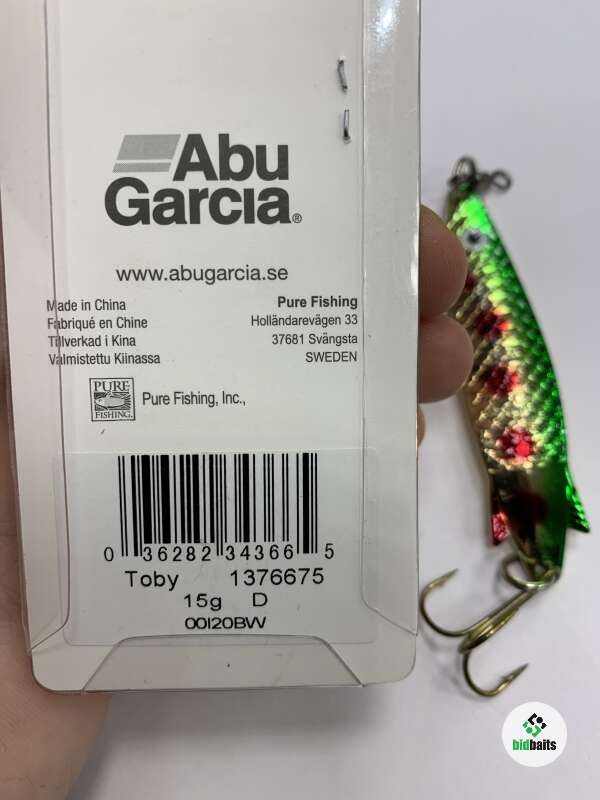 Abu
Garcia®
www.abugarcia.se
Made in China
Fabriqué en Chine
Tillverkad i Kina
Valmistettu Kiinassa
Pure Fishing
Holländarevägen 33
37681 Svängsta
SWEDEN
PURE
FISHING.
Pure Fishing, Inc.,
0 36282 34366 5
Toby 1376675
15g D
00I20BW
bidbaits